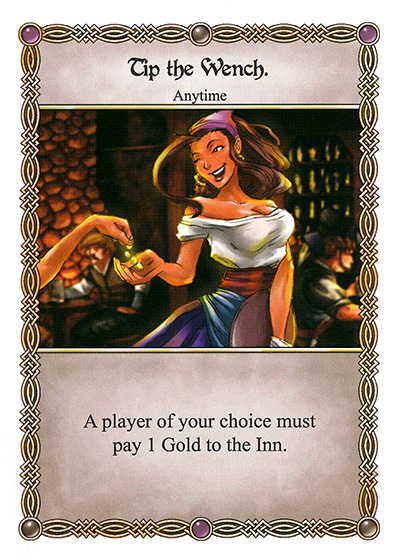 Tip the Wench.
Anytime
A player of your choice must
pay 1 Gold to the Inn.